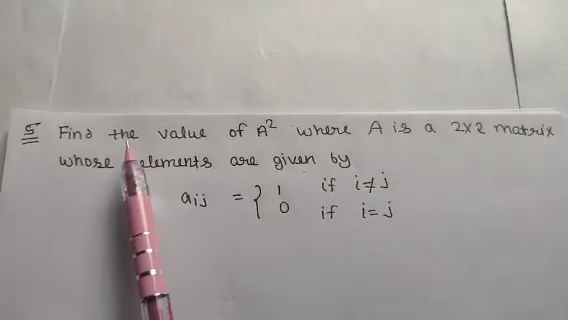 5 Find the value of A² where A is a 2×2 matrix
whose elements are given by
aij = { 1 if i≠j
0 if i=j